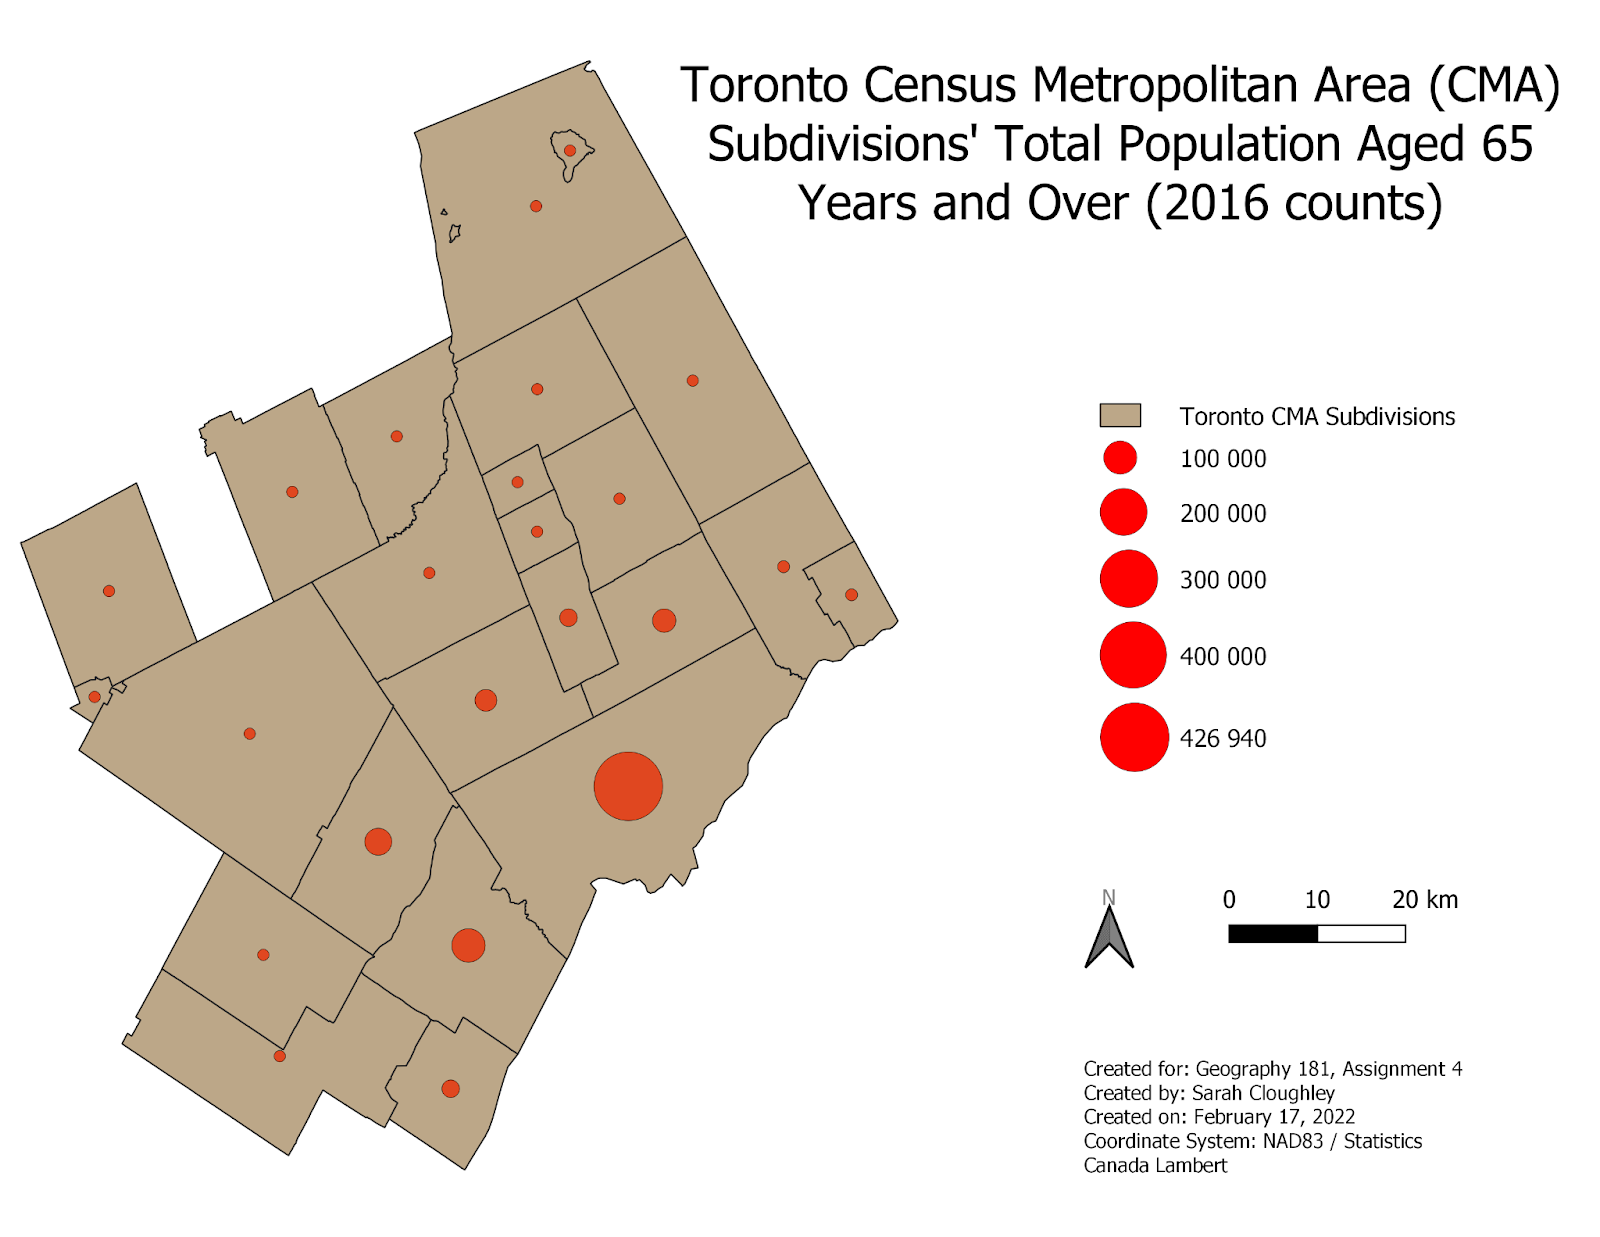 Toronto Census Metropolitan Area (CMA)
Subdivisions' Total Population Aged 65
Years and Over (2016 counts)
Toronto CMA Subdivisions
100 000
200 000
300 000
400 000
426 940
N
0 10 20 km
Created for: Geography 181, Assignment 4
Created by: Sarah Cloughley
Created on: February 17, 2022
Coordinate System: NAD83 / Statistics
Canada Lambert